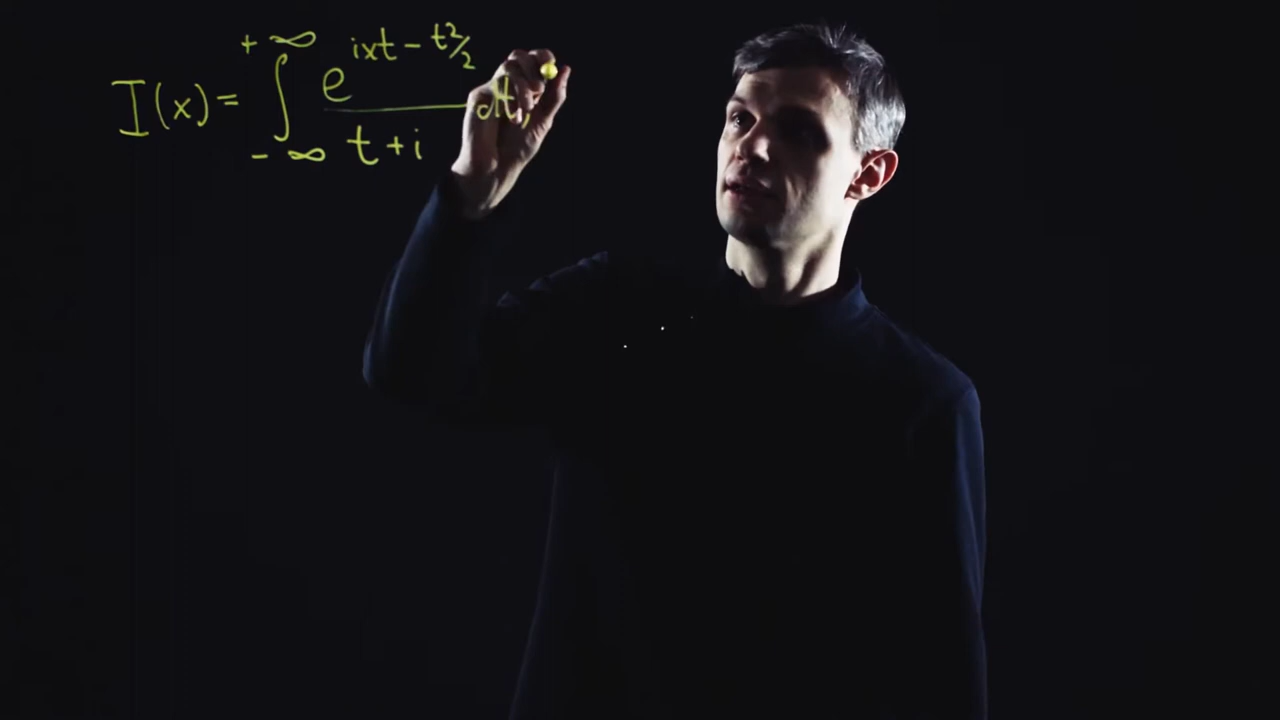 I(x) = ∫_{-∞}^{+∞} e^{ixt - t²/2} / (t+i) dt,